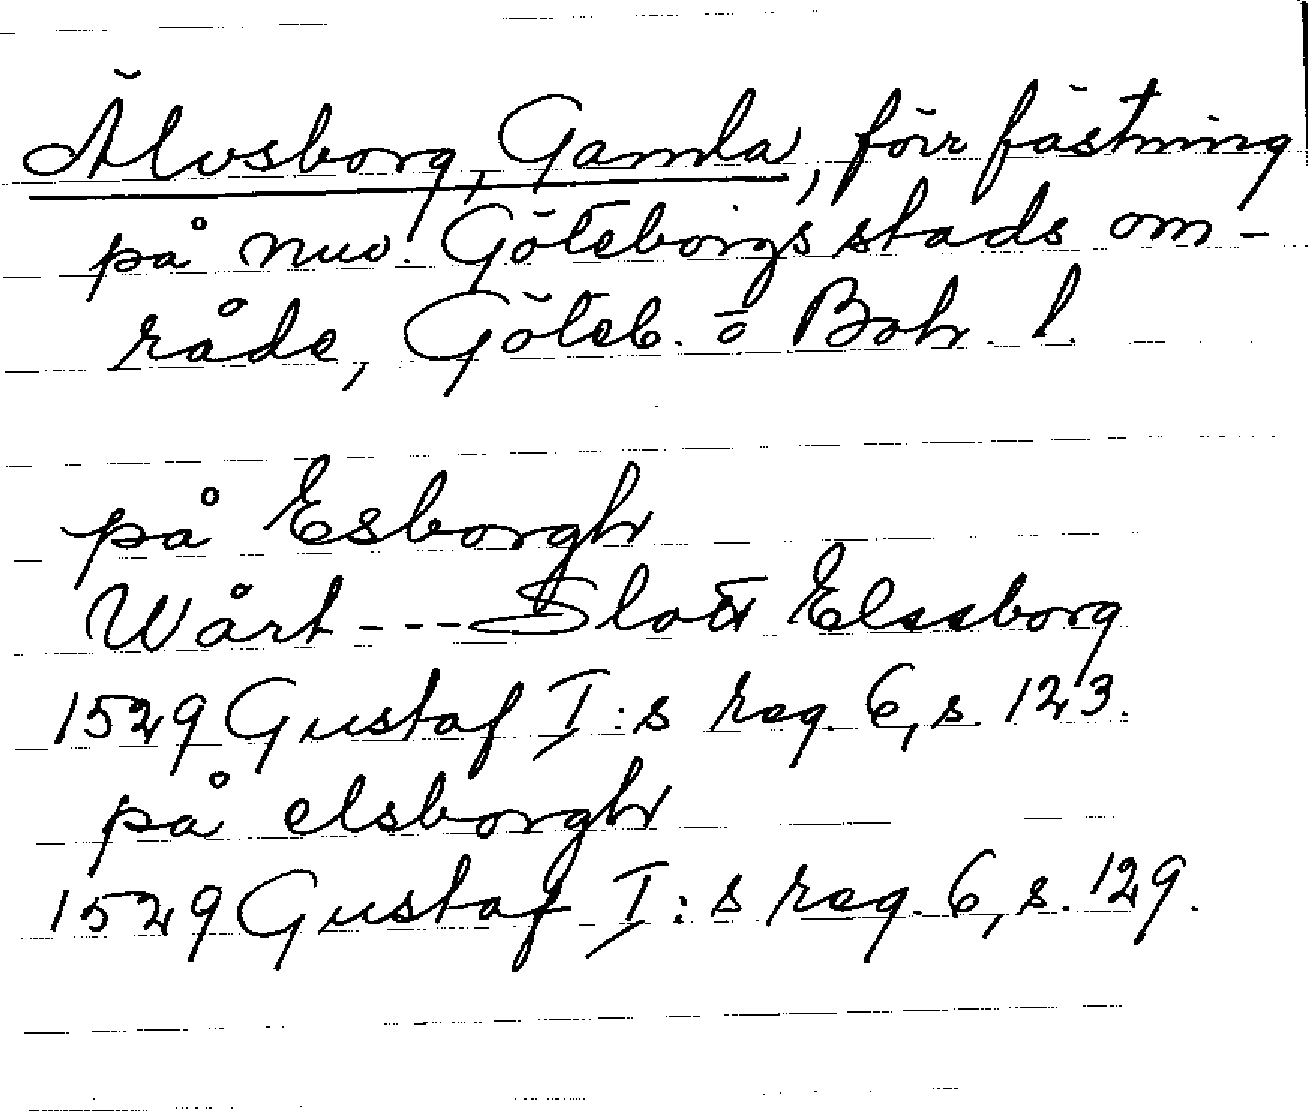 Älvsborg, Gamla, förr fästning
på nuv. Göteborgs stads om-
råde, Göteb. o Boh. l.
på Esborgh
Wårt --- Slott Elssborg
1529 Gustaf I:s reg. 6, s. 123.
på elsborgh
1529 Gustaf I:s reg. 6, s. 129.